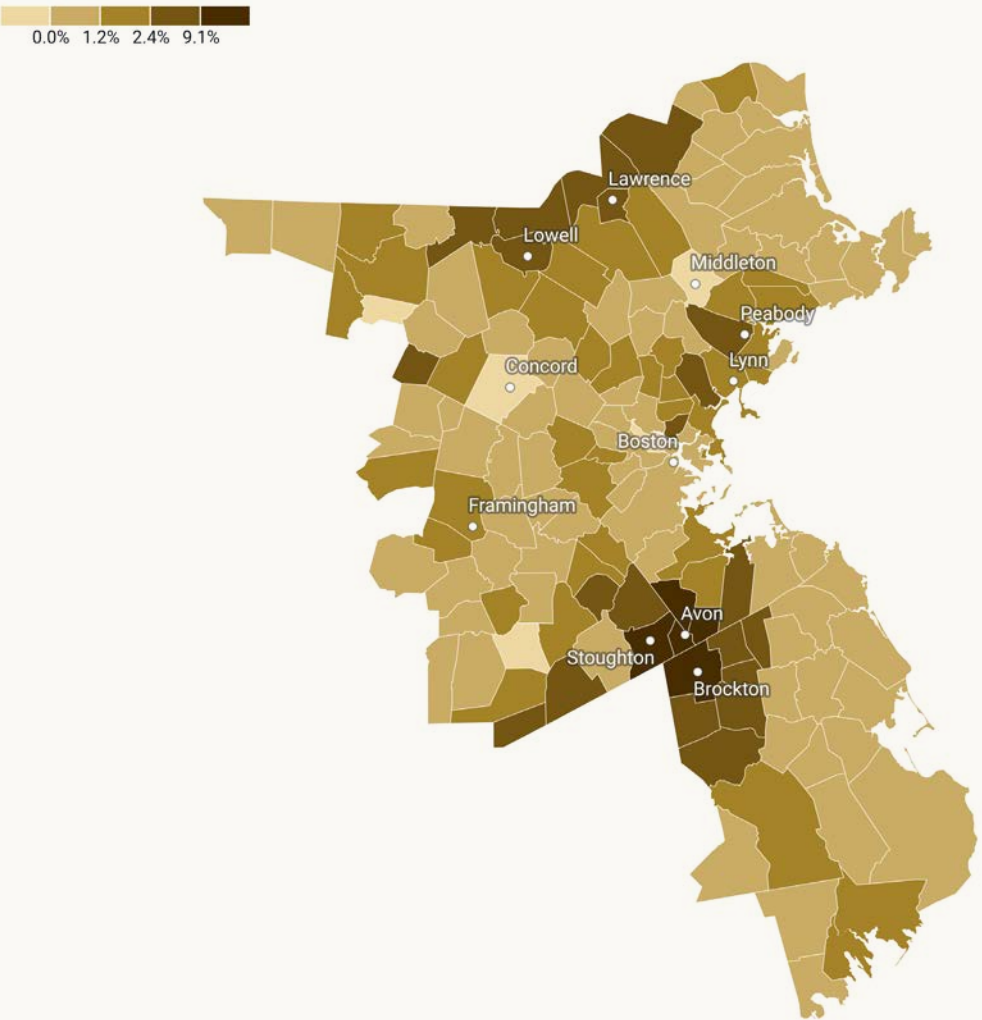 0.0% 1.2% 2.4% 9.1%
Lawrence
Lowell
Middleton
Peabody
Lynn
Concord
Boston
Framingham
Avon
Stoughton
Brockton